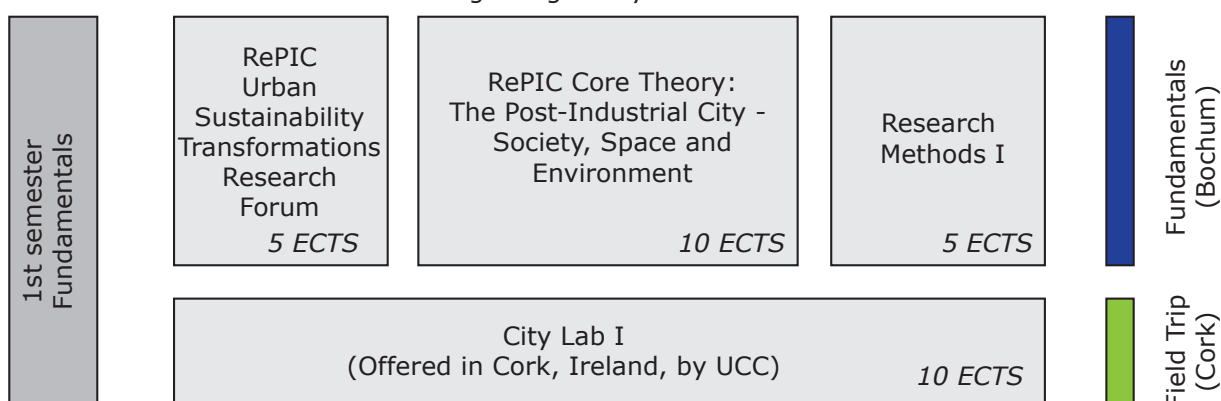 1st semester
Fundamentals
RePIC
Urban
Sustainability
Transformations
Research
Forum
5 ECTS
RePIC Core Theory:
The Post-Industrial City -
Society, Space and
Environment
10 ECTS
Research
Methods I
5 ECTS
Fundamentals
(Bochum)
City Lab I
(Offered in Cork, Ireland, by UCC)
10 ECTS
Field Trip
(Cork)